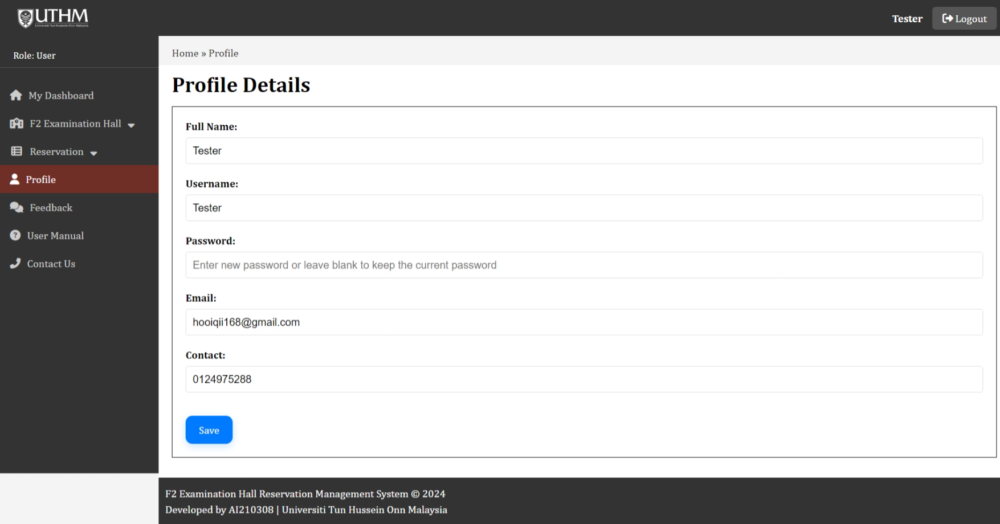 UTHM
Universiti Tun Hussein Onn Malaysia
Tester
Logout
Role: User
My Dashboard
F2 Examination Hall
Reservation
Profile
Feedback
User Manual
Contact Us
Home » Profile
Profile Details
Full Name:
Tester
Username:
Tester
Password:
Enter new password or leave blank to keep the current password
Email:
hooiqii168@gmail.com
Contact:
0124975288
Save
F2 Examination Hall Reservation Management System © 2024
Developed by AI210308 | Universiti Tun Hussein Onn Malaysia